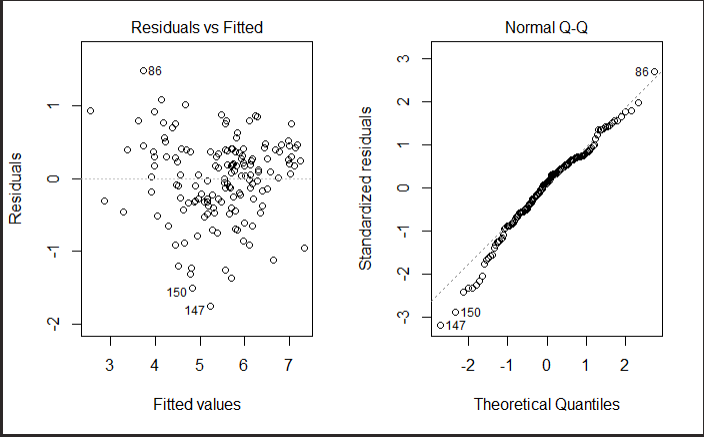 Residuals vs Fitted
Residuals
1
0
-1
-2
86
150
147
3 4 5 6 7
Fitted values
Normal Q-Q
Standardized residuals
3
2
1
0
-1
-2
-3
86
150
147
-2 -1 0 1 2
Theoretical Quantiles